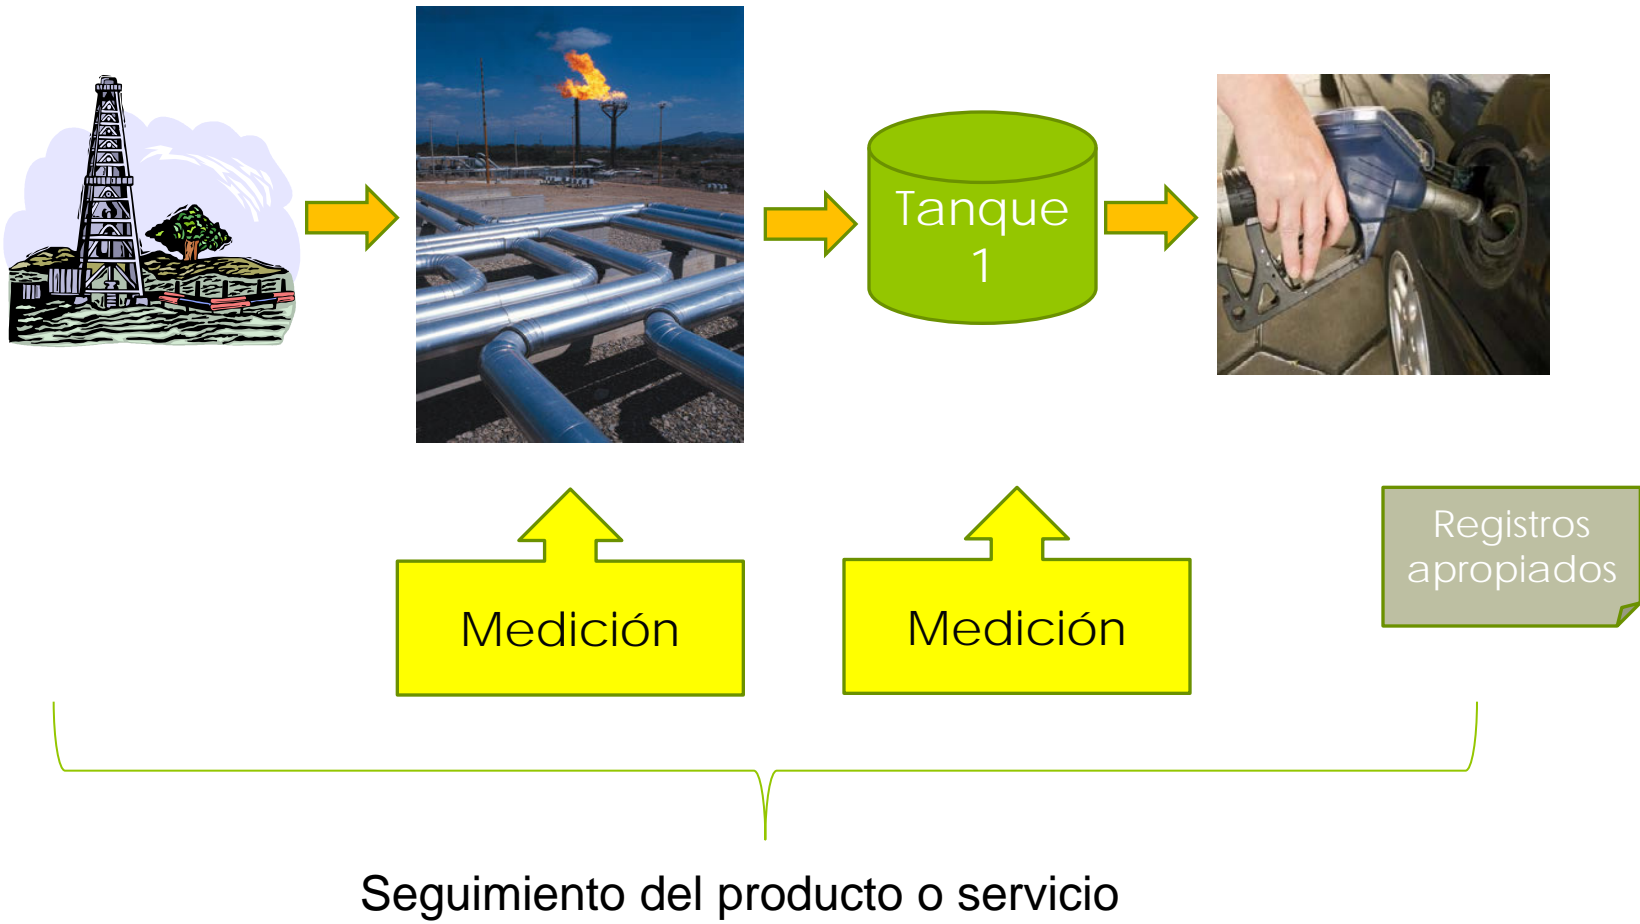 Tanque
1
Medición
Medición
Registros
apropiados
Seguimiento del producto o servicio